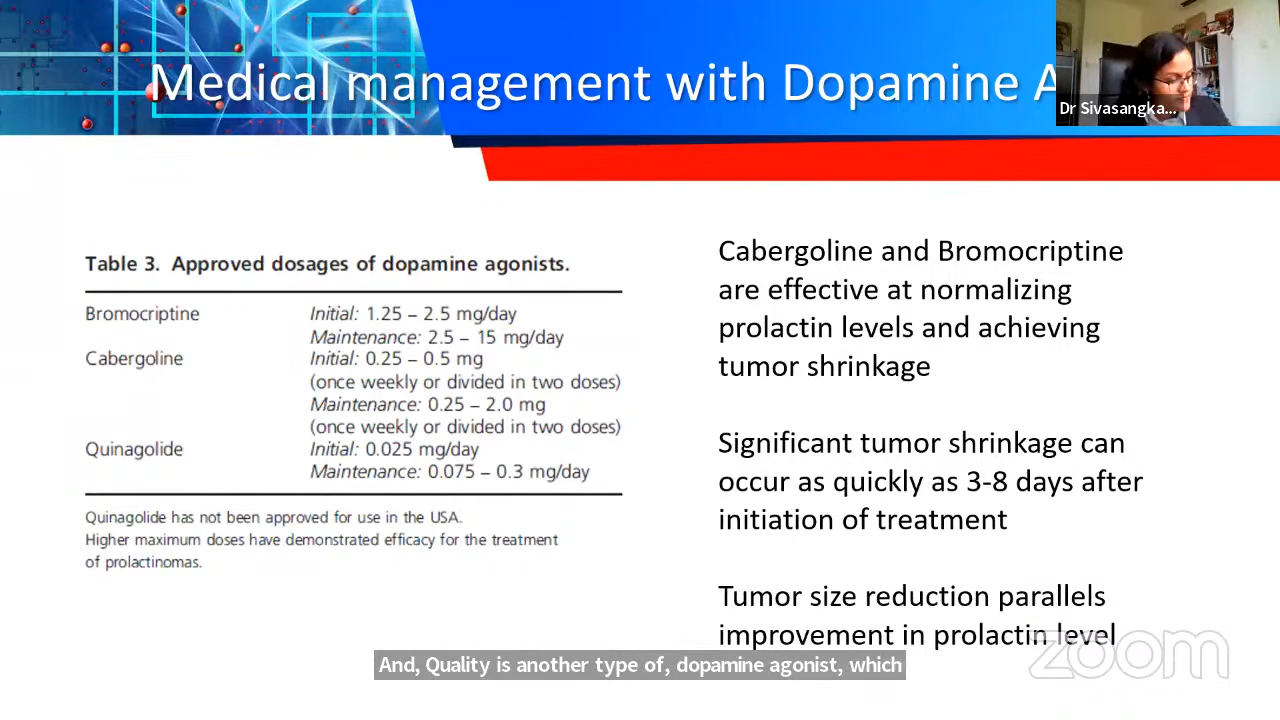 Medical management with Dopamine A
Dr Sivasangka...
Table 3. Approved dosages of dopamine agonists.
Bromocriptine Initial: 1.25 – 2.5 mg/day
Maintenance: 2.5 – 15 mg/day
Cabergoline Initial: 0.25 – 0.5 mg
(once weekly or divided in two doses)
Maintenance: 0.25 – 2.0 mg
(once weekly or divided in two doses)
Quinagolide Initial: 0.025 mg/day
Maintenance: 0.075 – 0.3 mg/day
Quinagolide has not been approved for use in the USA.
Higher maximum doses have demonstrated efficacy for the treatment
of prolactinomas.
Cabergoline and Bromocriptine
are effective at normalizing
prolactin levels and achieving
tumor shrinkage
Significant tumor shrinkage can
occur as quickly as 3-8 days after
initiation of treatment
Tumor size reduction parallels
improvement in prolactin level
zoom
And, Quality is another type of, dopamine agonist, which